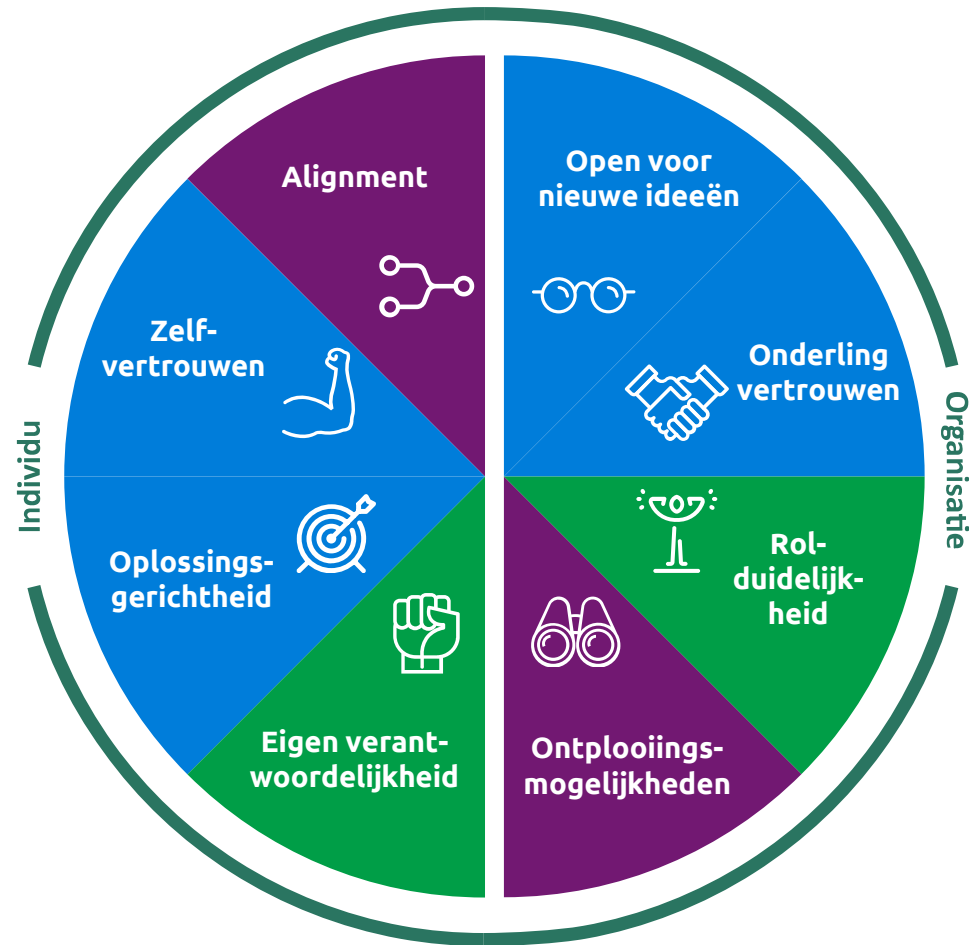 Alignment
Open voor
nieuwe ideeën
Zelf-
vertrouwen
Onderling
vertrouwen
Individu
Organisatie
Oplossings-
gerichtheid
Rol-
duidelijk-
heid
Eigen verant-
woordelijkheid
Ontplooiings-
mogelijkheden